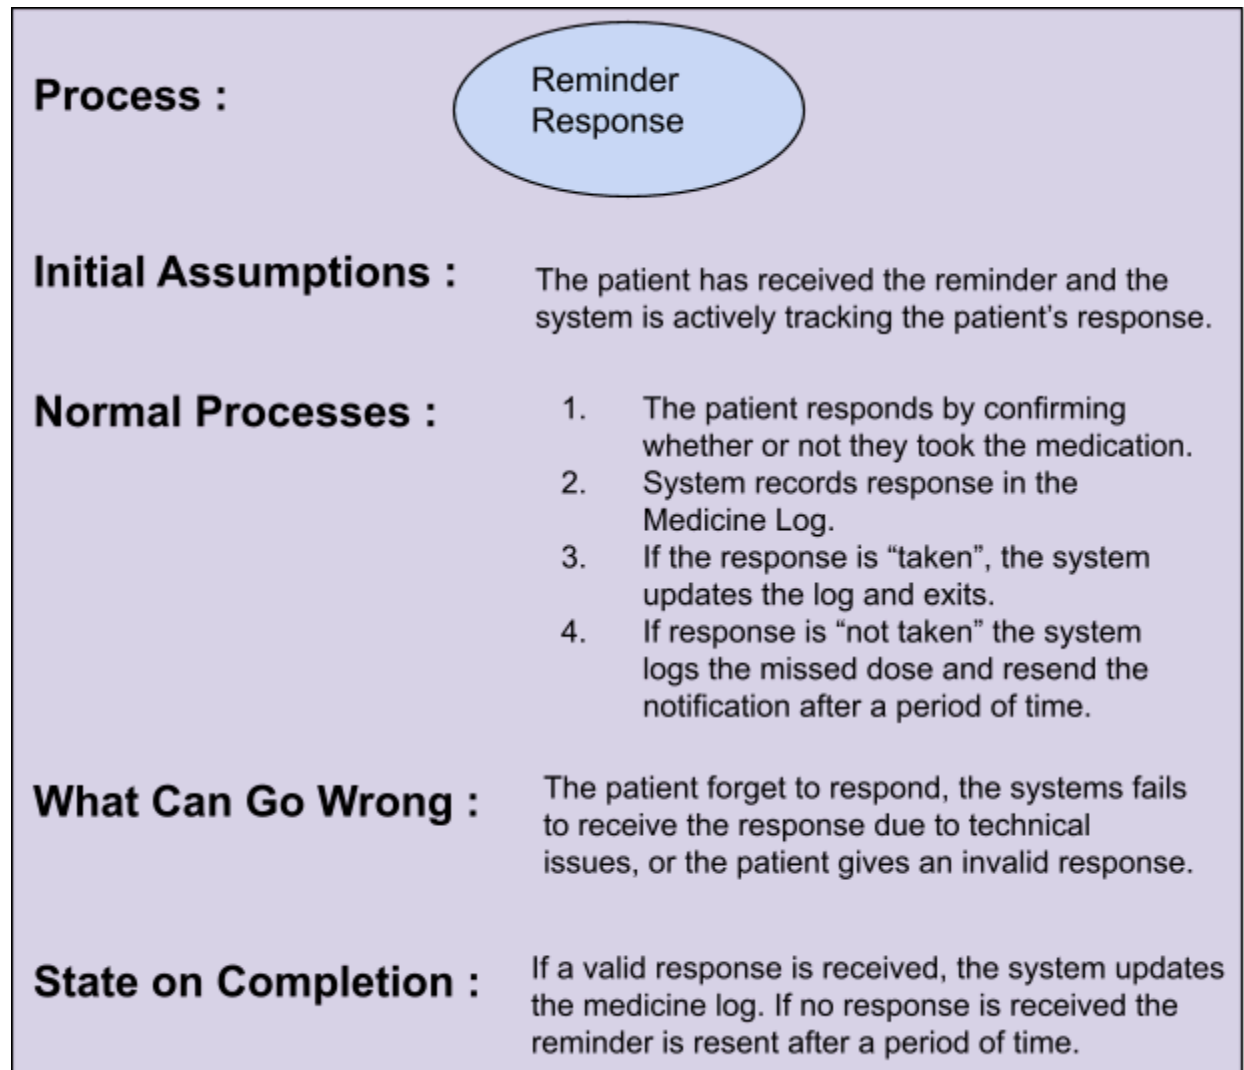 Process :
Reminder
Response
Initial Assumptions :
The patient has received the reminder and the
system is actively tracking the patient’s response.
Normal Processes :
1. The patient responds by confirming
whether or not they took the medication.
2. System records response in the
Medicine Log.
3. If the response is “taken”, the system
updates the log and exits.
4. If response is “not taken” the system
logs the missed dose and resend the
notification after a period of time.
What Can Go Wrong :
The patient forget to respond, the systems fails
to receive the response due to technical
issues, or the patient gives an invalid response.
State on Completion :
If a valid response is received, the system updates
the medicine log. If no response is received the
reminder is resent after a period of time.